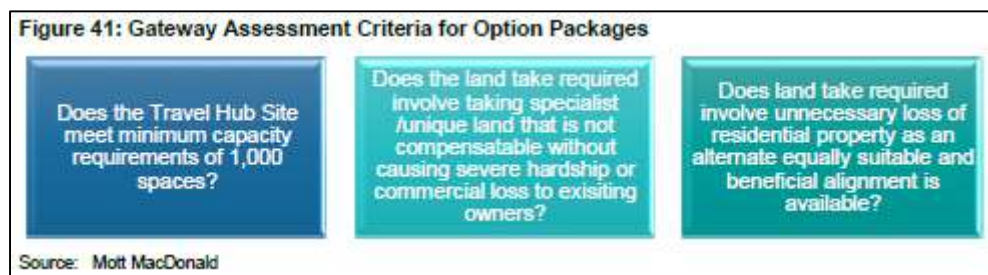 Figure 41: Gateway Assessment Criteria for Option Packages
Does the Travel Hub Site
meet minimum capacity
requirements of 1,000
spaces?
Does the land take required
involve taking specialist
/unique land that is not
compensatable without
causing severe hardship or
commercial loss to exisiting
owners?
Does land take required
involve unnecessary loss of
residential property as an
alternate equally suitable and
beneficial alignment is
available?
Source: Mott MacDonald